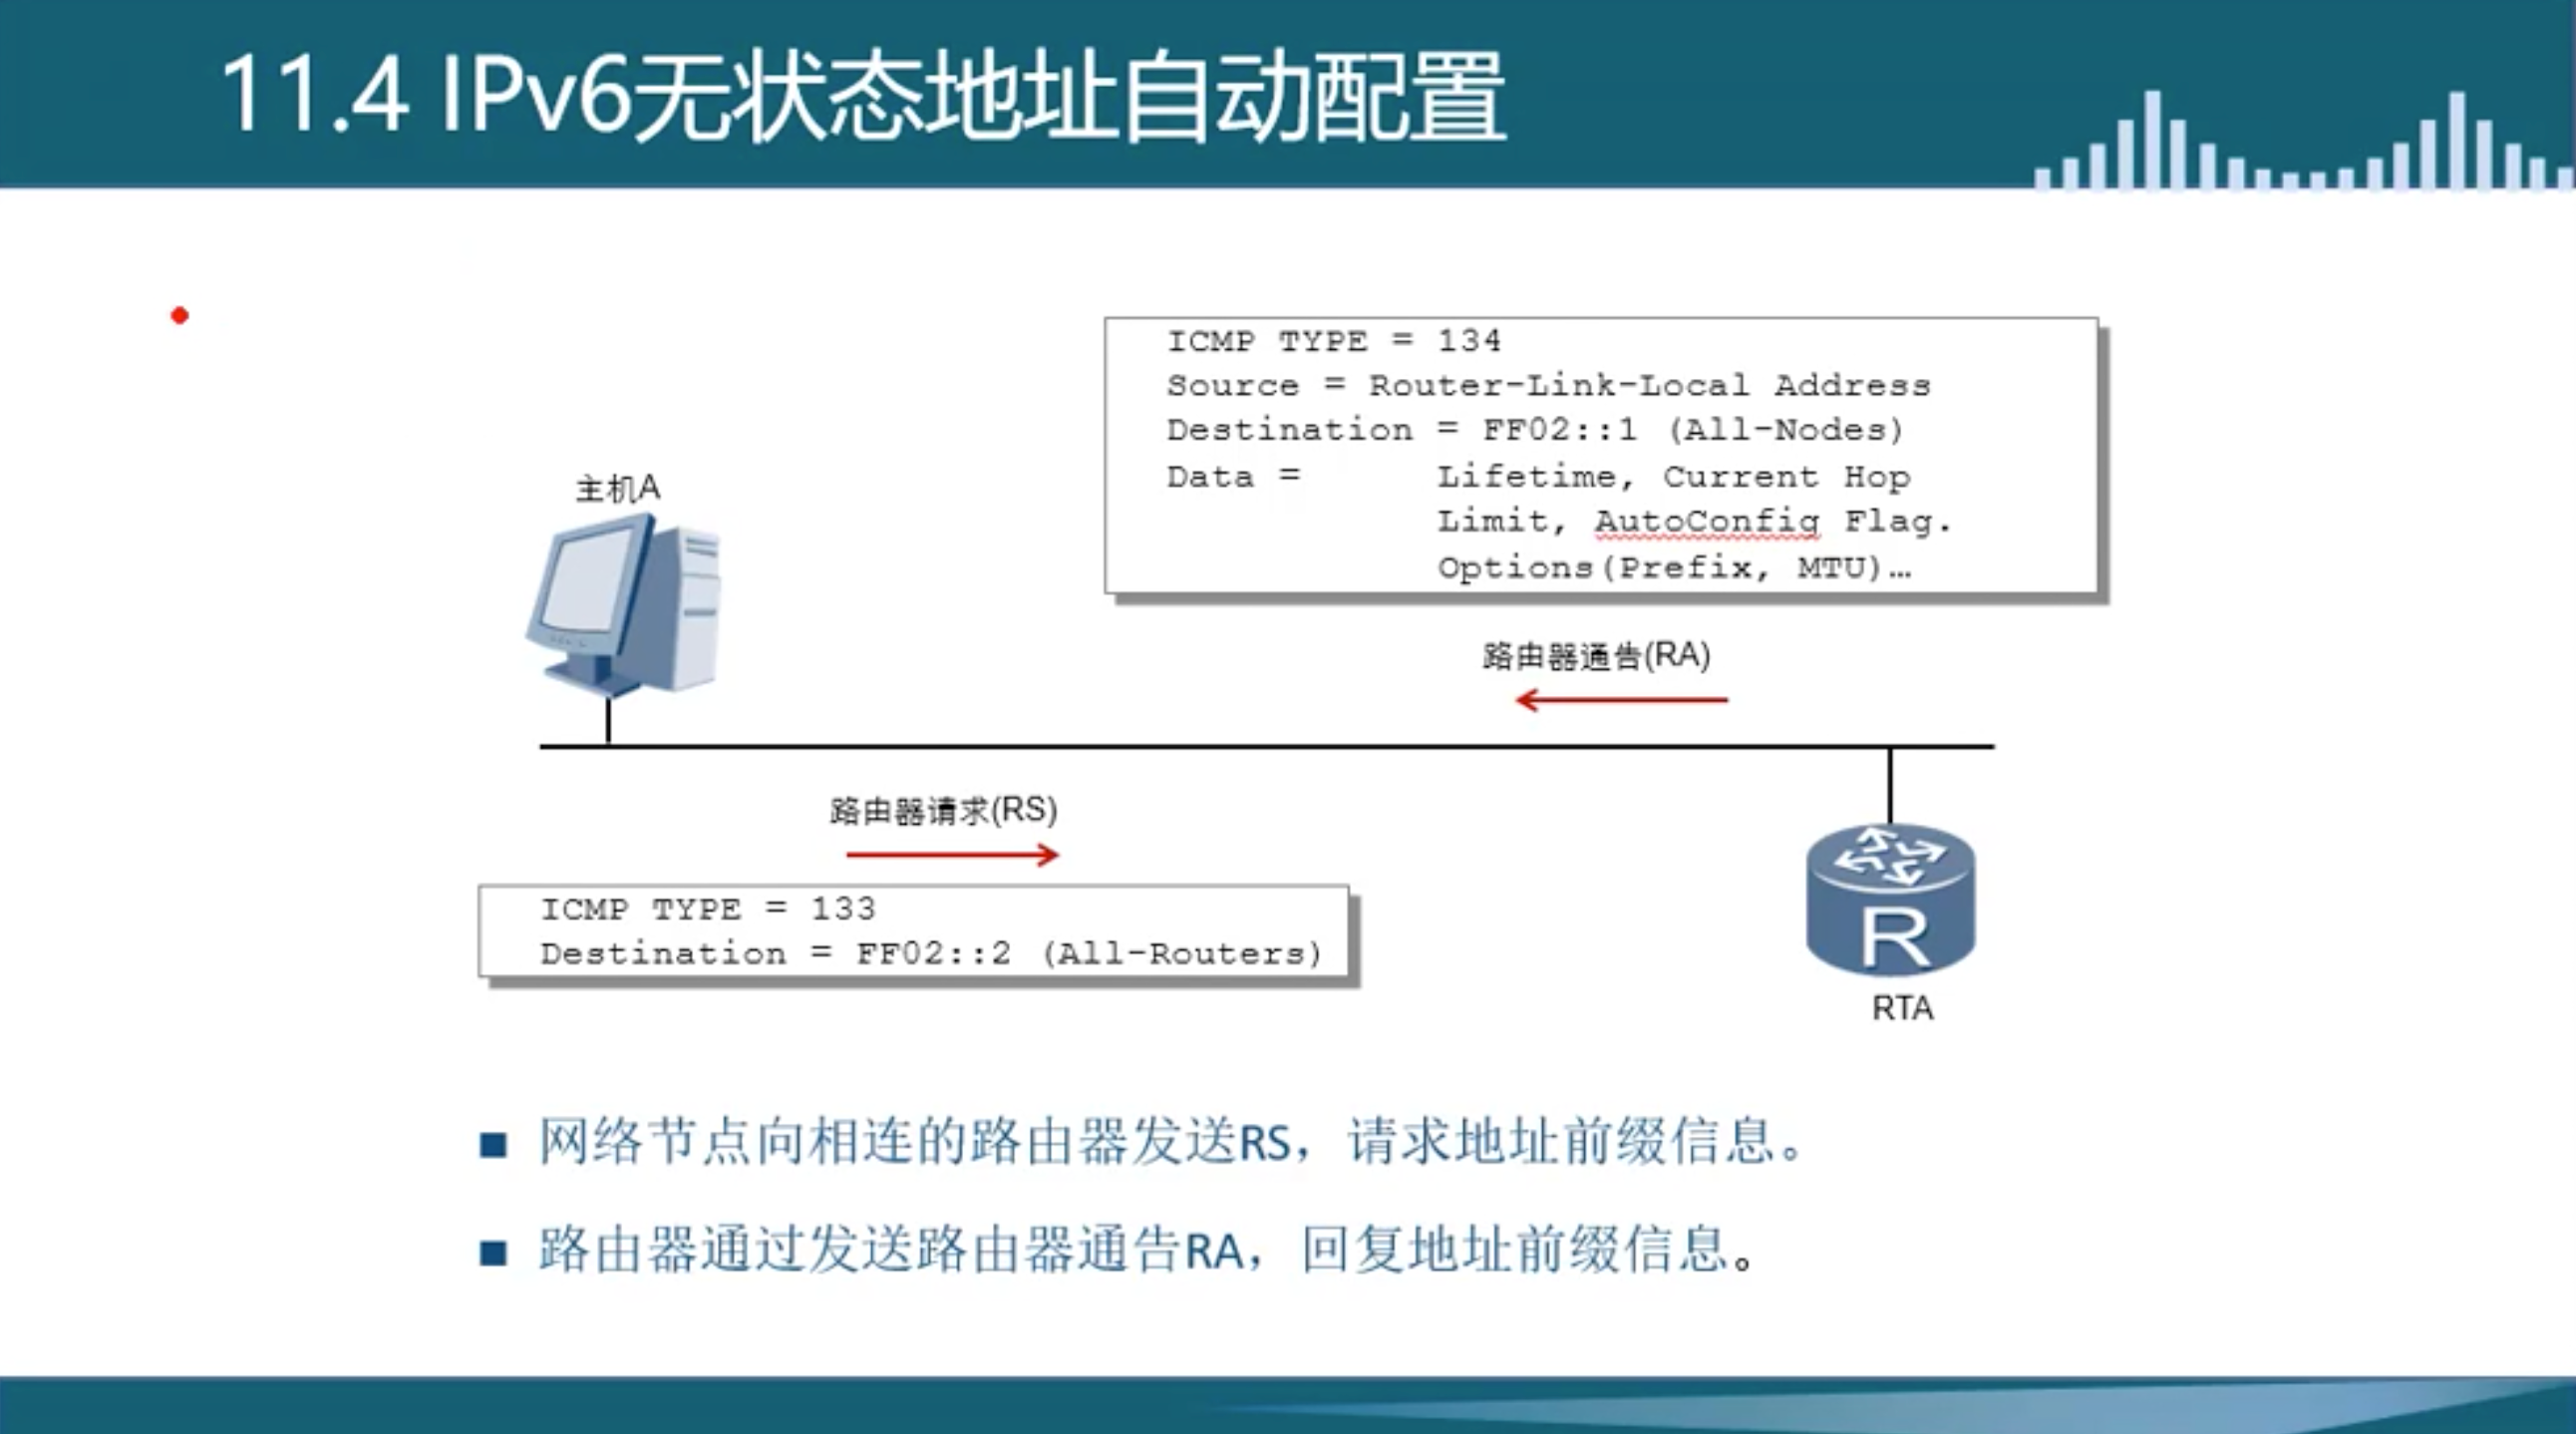 11.4 IPv6无状态地址自动配置
ICMP TYPE = 134
Source = Router-Link-Local Address
Destination = FF02::1 (All-Nodes)
Data = Lifetime, Current Hop
Limit, AutoConfig Flag.
Options(Prefix, MTU)…
主机A
路由器通告(RA)
路由器请求(RS)
ICMP TYPE = 133
Destination = FF02::2 (All-Routers)
R
RTA
■ 网络节点向相连的路由器发送RS，请求地址前缀信息。
■ 路由器通过发送路由器通告RA，回复地址前缀信息。